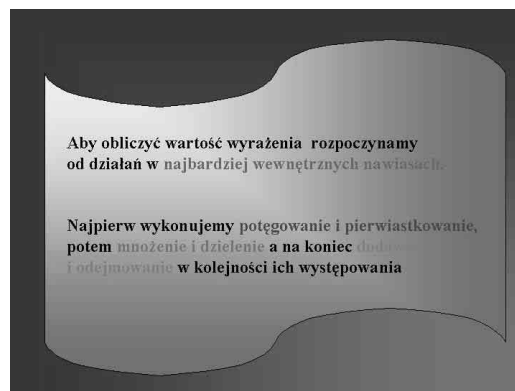 Aby obliczyć wartość wyrażenia rozpoczynamy
od działań w najbardziej wewnętrznych nawiasach.
Najpierw wykonujemy potęgowanie i pierwiastkowanie,
potem mnożenie i dzielenie a na koniec dodawanie
i odejmowanie w kolejności ich występowania